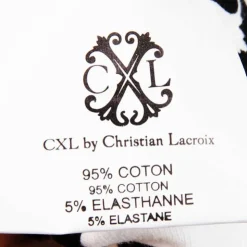 CXL
CXL by Christian Lacroix
95% COTON
95% COTTON
5% ELASTHANNE
5% ELASTANE